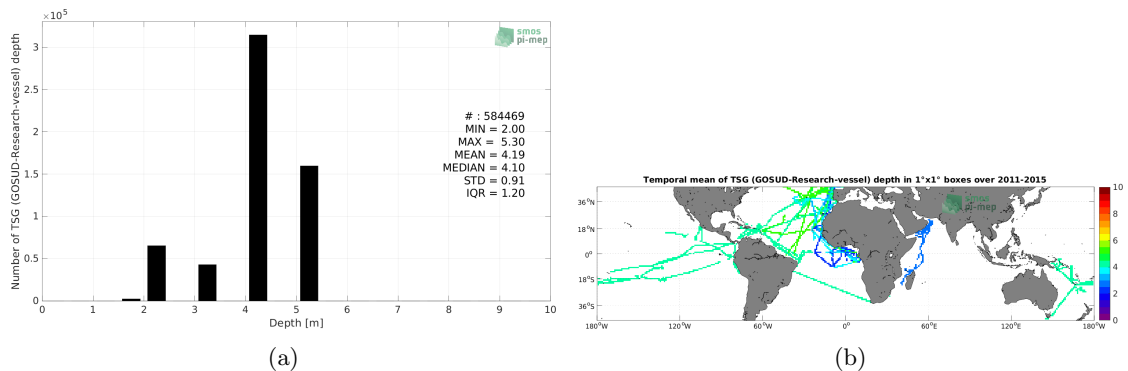 ×10⁵
3
2.5
2
1.5
1
0.5
0
Number of TSG (GOSUD-Research-vessel) depth
smos
pi-mep
# : 584469
MIN = 2.00
MAX = 5.30
MEAN = 4.19
MEDIAN = 4.10
STD = 0.91
IQR = 1.20
0 1 2 3 4 5 6 7 8 9 10
Depth [m]
(a)
Temporal mean of TSG (GOSUD-Research-vessel) depth in 1°x1° boxes over 2011-2015
smos
pi-mep
36°N
18°N
0°
18°S
36°S
180°W 120°W 60°W 0° 60°E 120°E 180°W
10
8
6
4
2
0
(b)